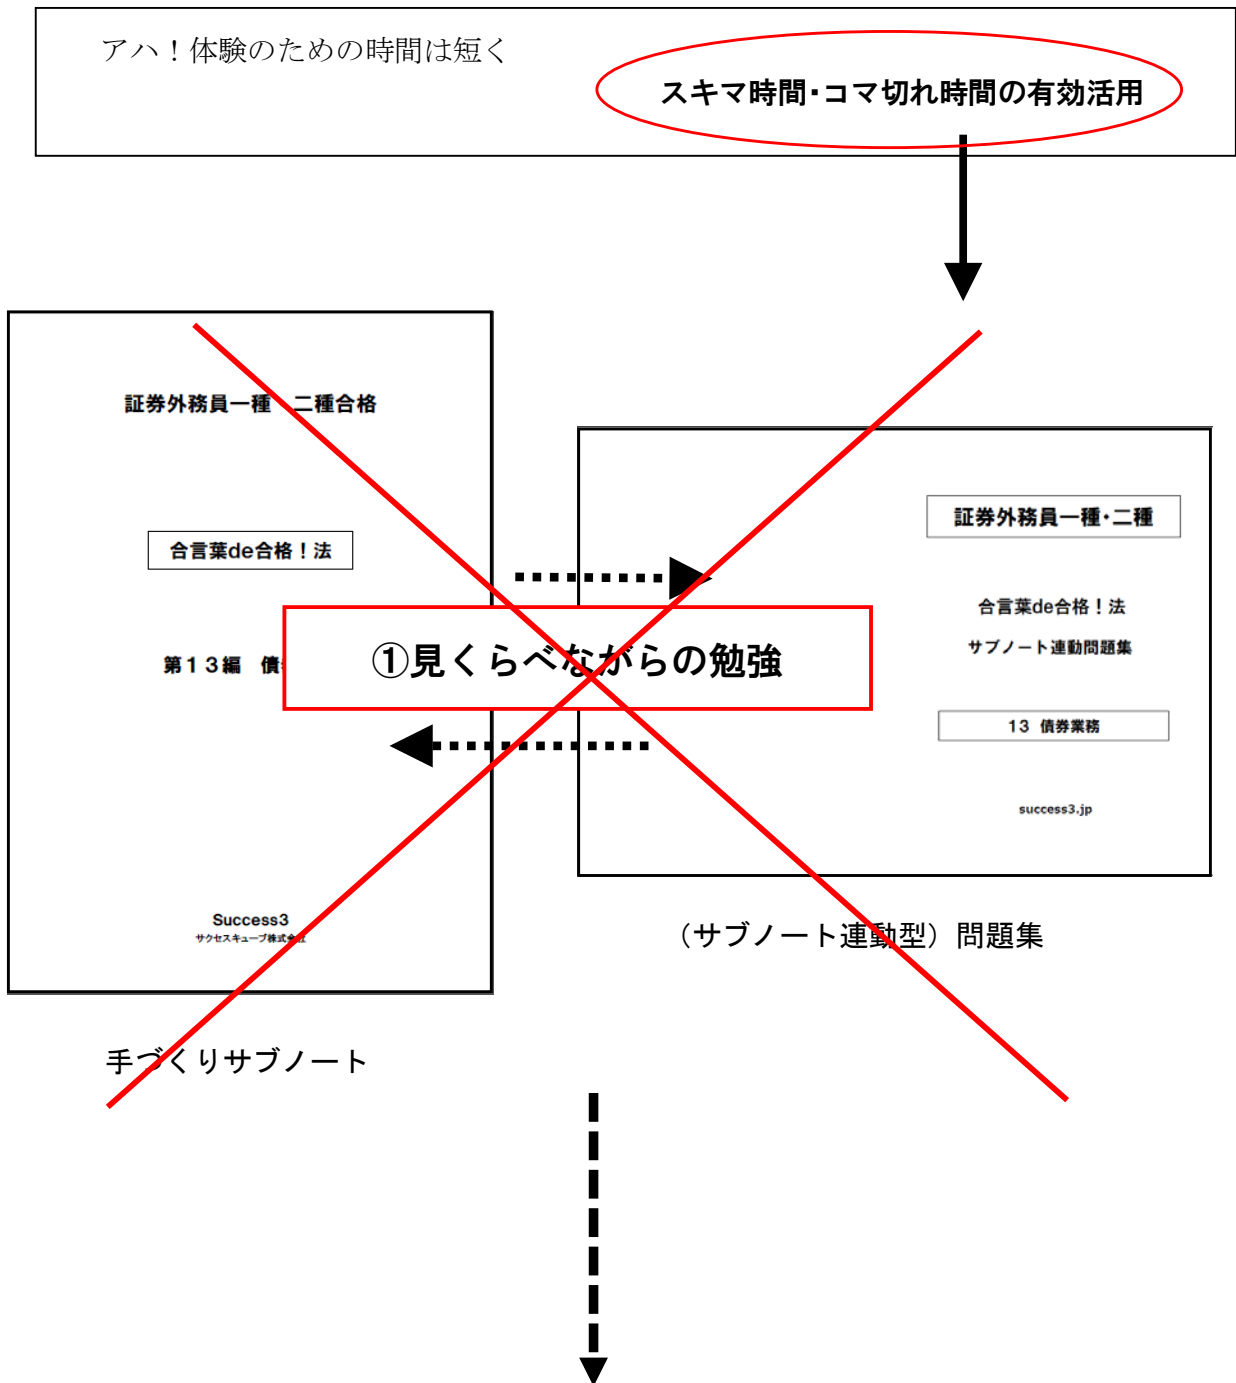 アハ！体験のための時間は短く
スキマ時間・コマ切れ時間の有効活用
証券外務員一種・二種合格
合言葉de合格！法
第１３編　債
Success3
サクセスキューブ株式会社
手づくりサブノート
①見くらべながらの勉強
証券外務員一種・二種
合言葉de合格！法
サブノート連動問題集
１３　債券業務
success3.jp
（サブノート連動型）問題集